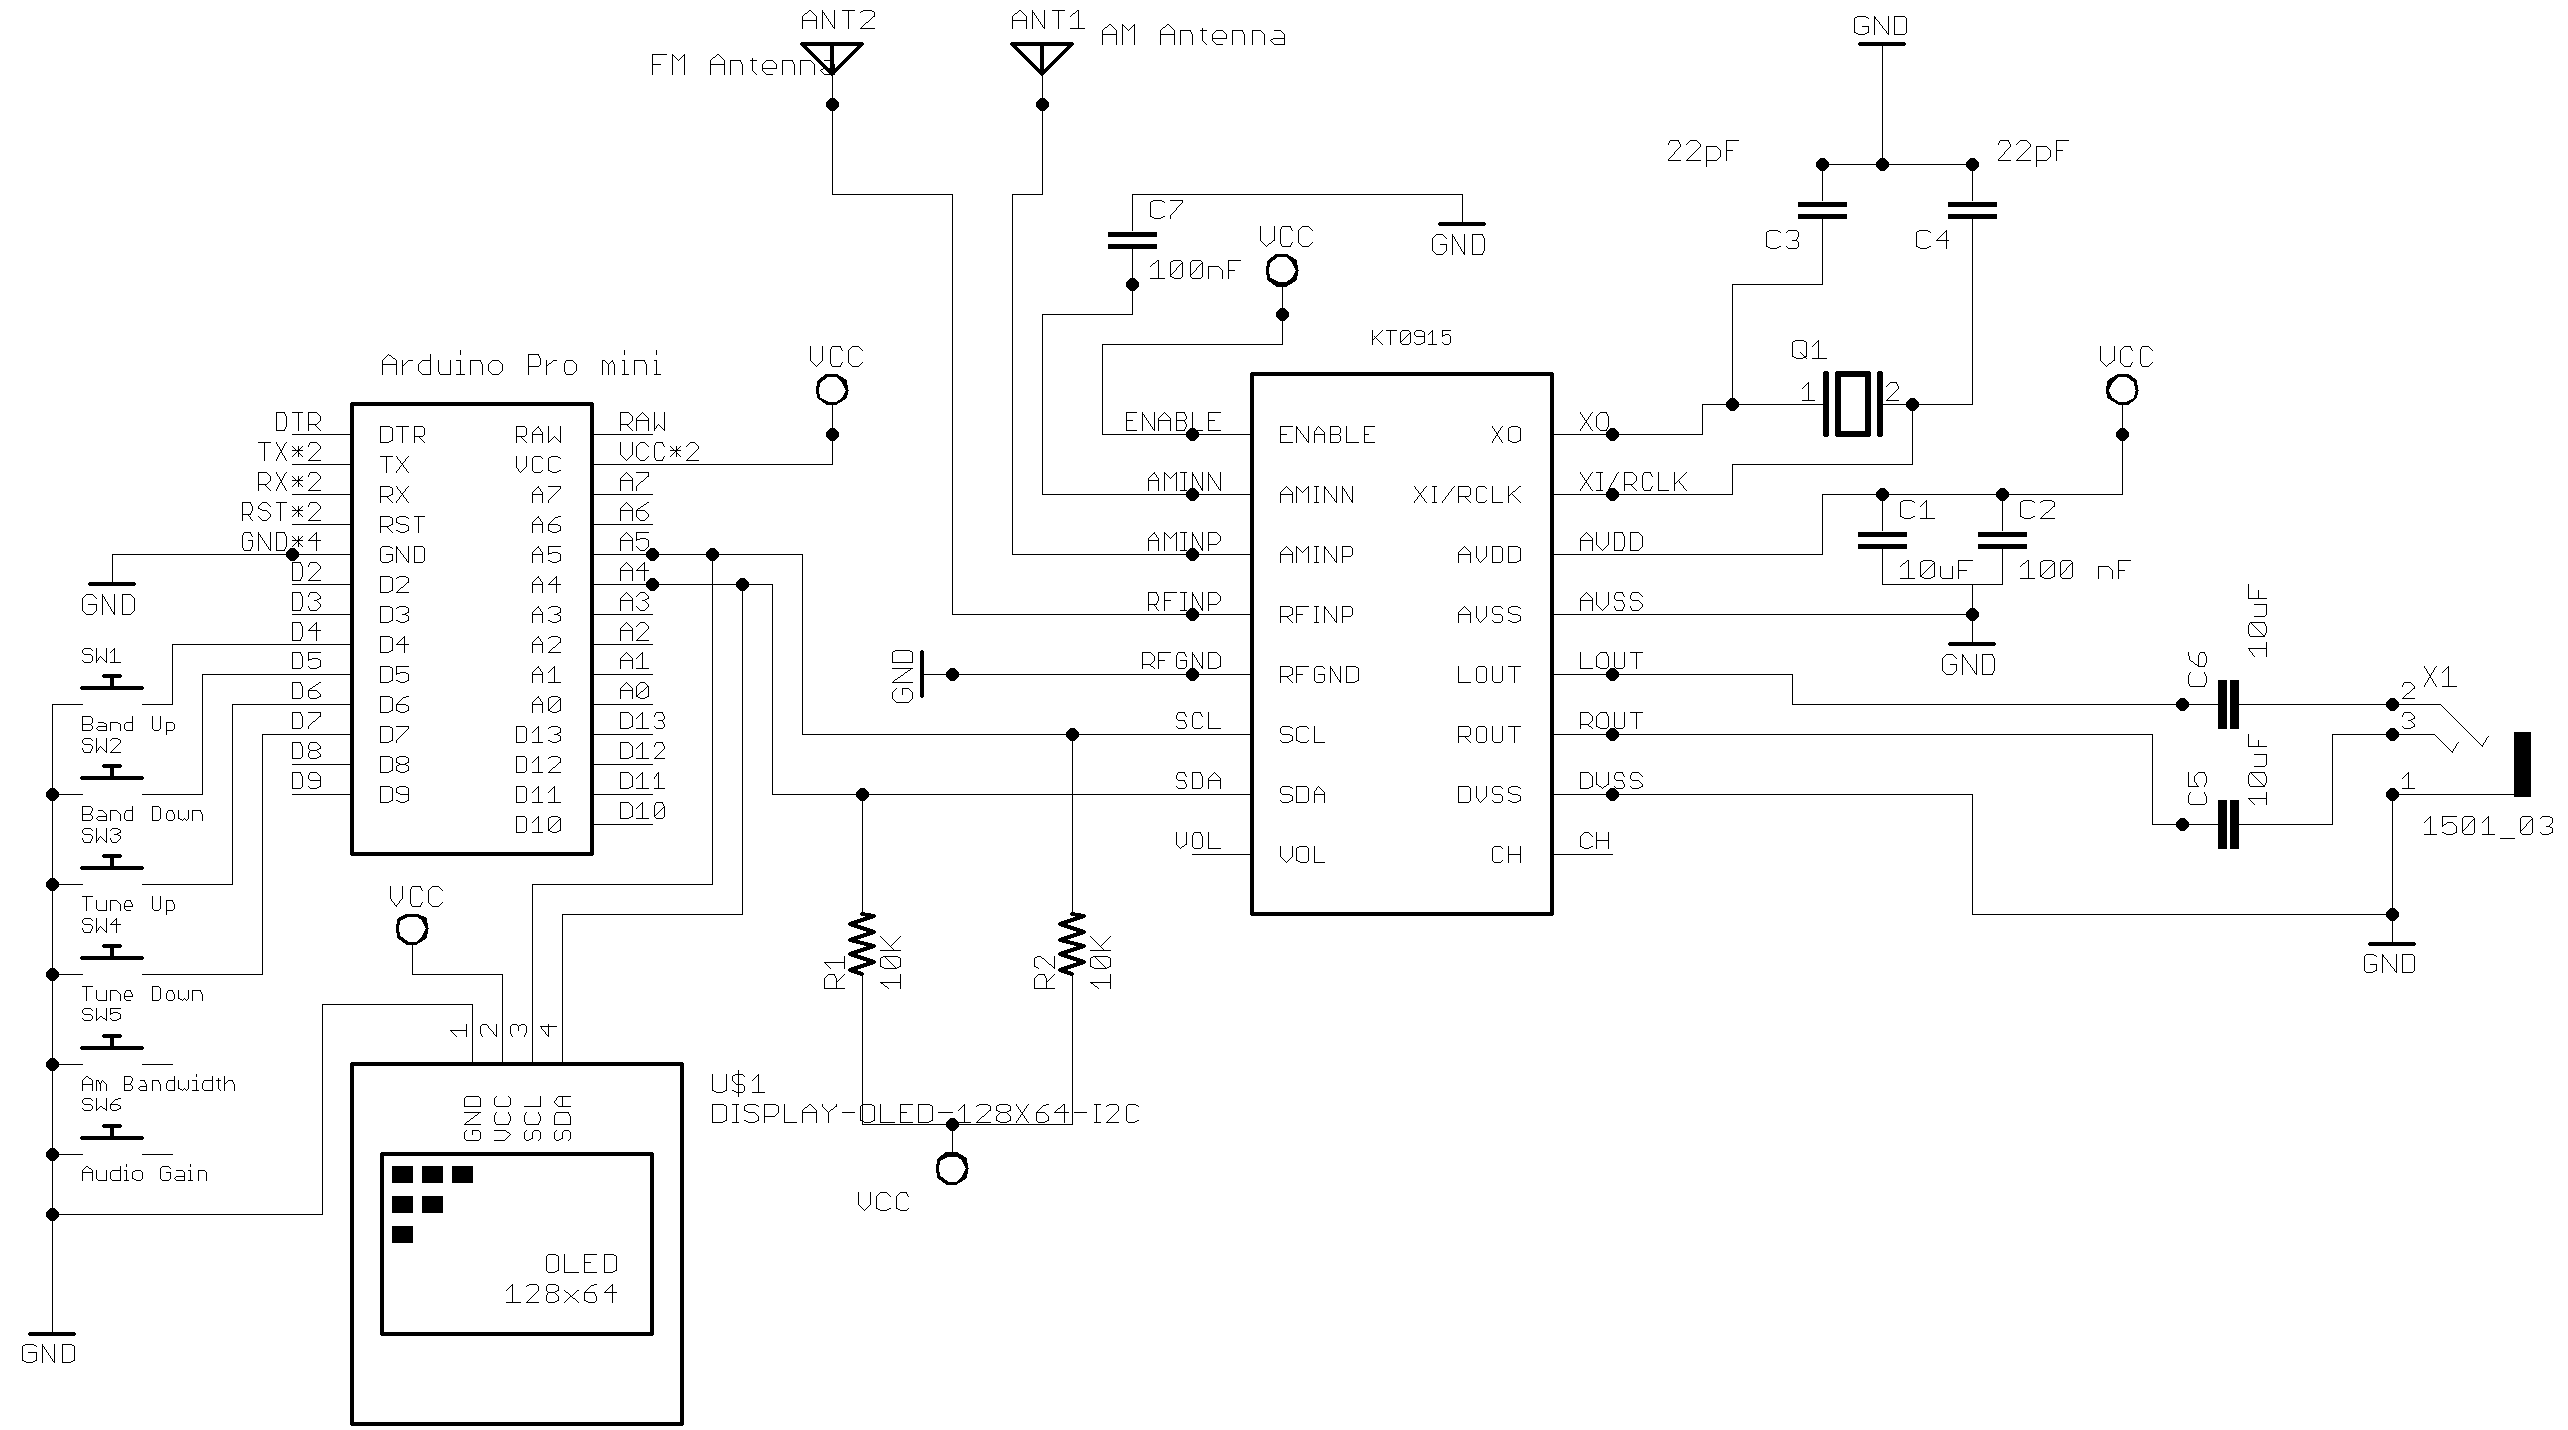 ANT2
FM Antenna
ANT1
AM Antenna
GND
22pF
22pF
C3
C4
C7
100nF
VCC
GND
Q1
1
2
VCC
C1
10uF
C2
100 nF
GND
Arduino Pro mini
VCC
DTR
TX*2
RX*2
RST*2
GND*4
D2
D3
D4
D5
D6
D7
D8
D9
DTR
TX
RX
RST
GND
D2
D3
D4
D5
D6
D7
D8
D9
RAW
VCC
A7
A6
A5
A4
A3
A2
A1
A0
D13
D12
D11
D10
RAW
VCC*2
A7
A6
A5
A4
A3
A2
A1
A0
D13
D12
D11
D10
GND
SW1
Band Up
SW2
Band Down
SW3
Tune Up
SW4
Tune Down
SW5
Am Bandwidth
SW6
Audio Gain
GND
KT0915
ENABLE
AMINN
AMINP
RFINP
RFGND
SCL
SDA
VOL
ENABLE
AMINN
AMINP
RFINP
RFGND
SCL
SDA
VOL
XO
XI/RCLK
AVDD
AVSS
LOUT
ROUT
DVSS
CH
XO
XI/RCLK
AVDD
AVSS
LOUT
ROUT
DVSS
CH
GND
C6
10uF
C5
10uF
X1
2
3
1
1501_03
GND
R1
10K
R2
10K
VCC
VCC
1
2
3
4
GND
VCC
SCL
SDA
U$1
DISPLAY-OLED-128X64-I2C
OLED
128x64